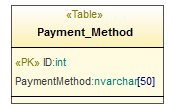 «Table»
Payment_Method
«PK» ID:int
PaymentMethod:nvarchar[50]